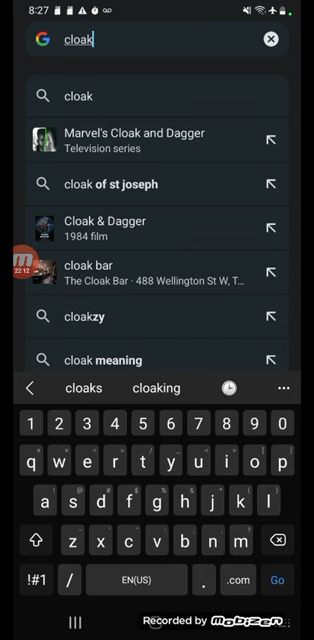 8:27
cloak
cloak
Marvel's Cloak and Dagger
Television series
cloak of st joseph
Cloak & Dagger
1984 film
22:12
cloak bar
The Cloak Bar · 488 Wellington St W, T...
cloakzy
cloak meaning
cloaks cloaking
1 2 3 4 5 6 7 8 9 0
q w e r t y u i o p
a s d f g h j k l
z x c v b n m
!#1 / EN(US) . .com Go
Recorded by Mobizen